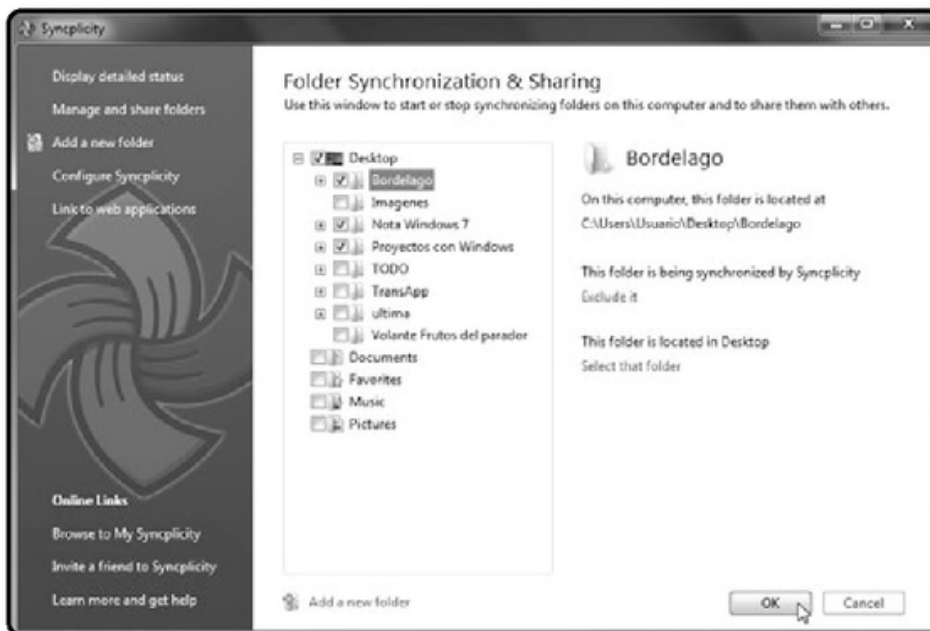 Syncplicity
Display detailed status
Manage and share folders
Add a new folder
Configure Syncplicity
Link to web applications
Online Links
Browse to My Syncplicity
Invite a friend to Syncplicity
Learn more and get help
Folder Synchronization & Sharing
Use this window to start or stop synchronizing folders on this computer and to share them with others.
Desktop
Bordelago
Imagenes
Nota Windows 7
Proyectos con Windows
TODO
TransApp
ultima
Volante Frutos del parador
Documents
Favorites
Music
Pictures
Bordelago
On this computer, this folder is located at
C:\Users\Usuario\Desktop\Bordelago
This folder is being synchronized by Syncplicity
Exclude it
This folder is located in Desktop
Select that folder
Add a new folder
OK
Cancel